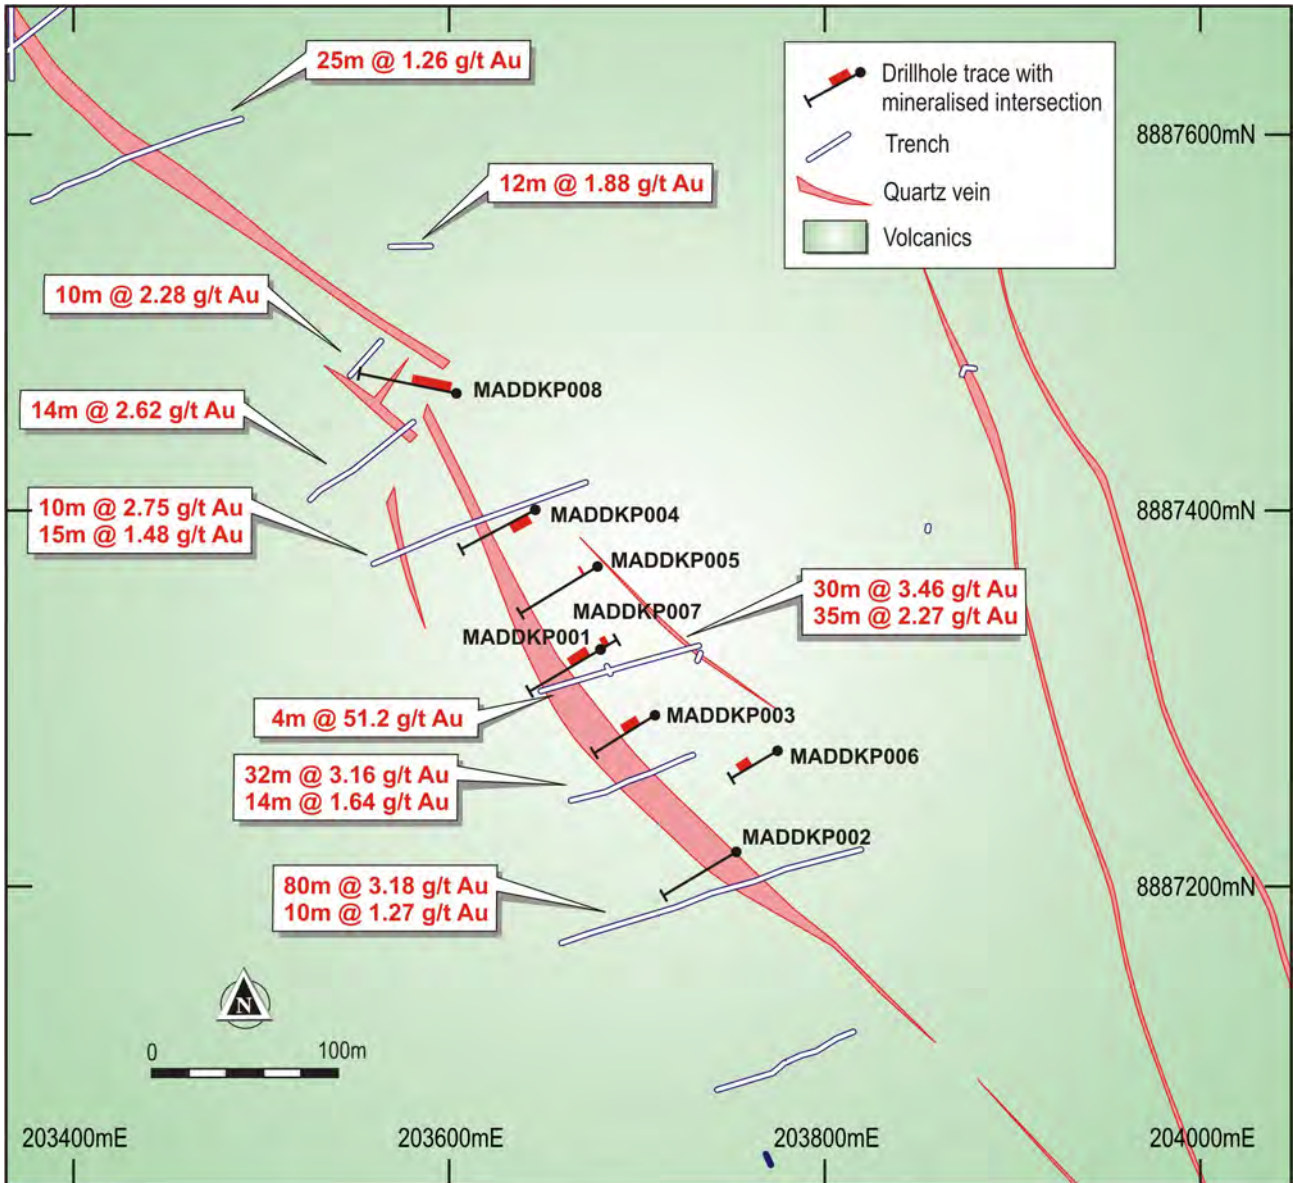 25m @ 1.26 g/t Au
Drillhole trace with
mineralised intersection
Trench
Quartz vein
Volcanics
8887600mN
12m @ 1.88 g/t Au
10m @ 2.28 g/t Au
MADDKP008
14m @ 2.62 g/t Au
10m @ 2.75 g/t Au
15m @ 1.48 g/t Au
MADDKP004
8887400mN
MADDKP005
30m @ 3.46 g/t Au
35m @ 2.27 g/t Au
MADDKP007
MADDKP001
4m @ 51.2 g/t Au
MADDKP003
MADDKP006
32m @ 3.16 g/t Au
14m @ 1.64 g/t Au
MADDKP002
80m @ 3.18 g/t Au
10m @ 1.27 g/t Au
8887200mN
N
0 100m
203400mE 203600mE 203800mE 204000mE